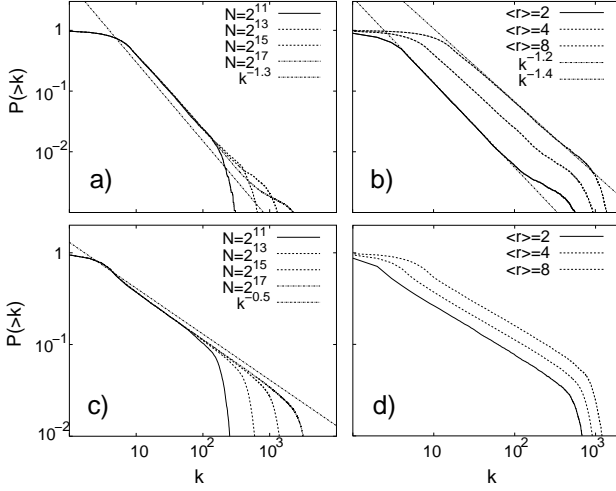 N=2^11
N=2^13
N=2^15
N=2^17
k^-1.3
1
10^-1
10^-2
P(>k)
a)
<r>=2
<r>=4
<r>=8
k^-1.2
k^-1.4
b)
N=2^11
N=2^13
N=2^15
N=2^17
k^-0.5
1
10^-1
10^-2
P(>k)
c)
10
10^2
10^3
k
<r>=2
<r>=4
<r>=8
d)
10
10^2
10^3
k